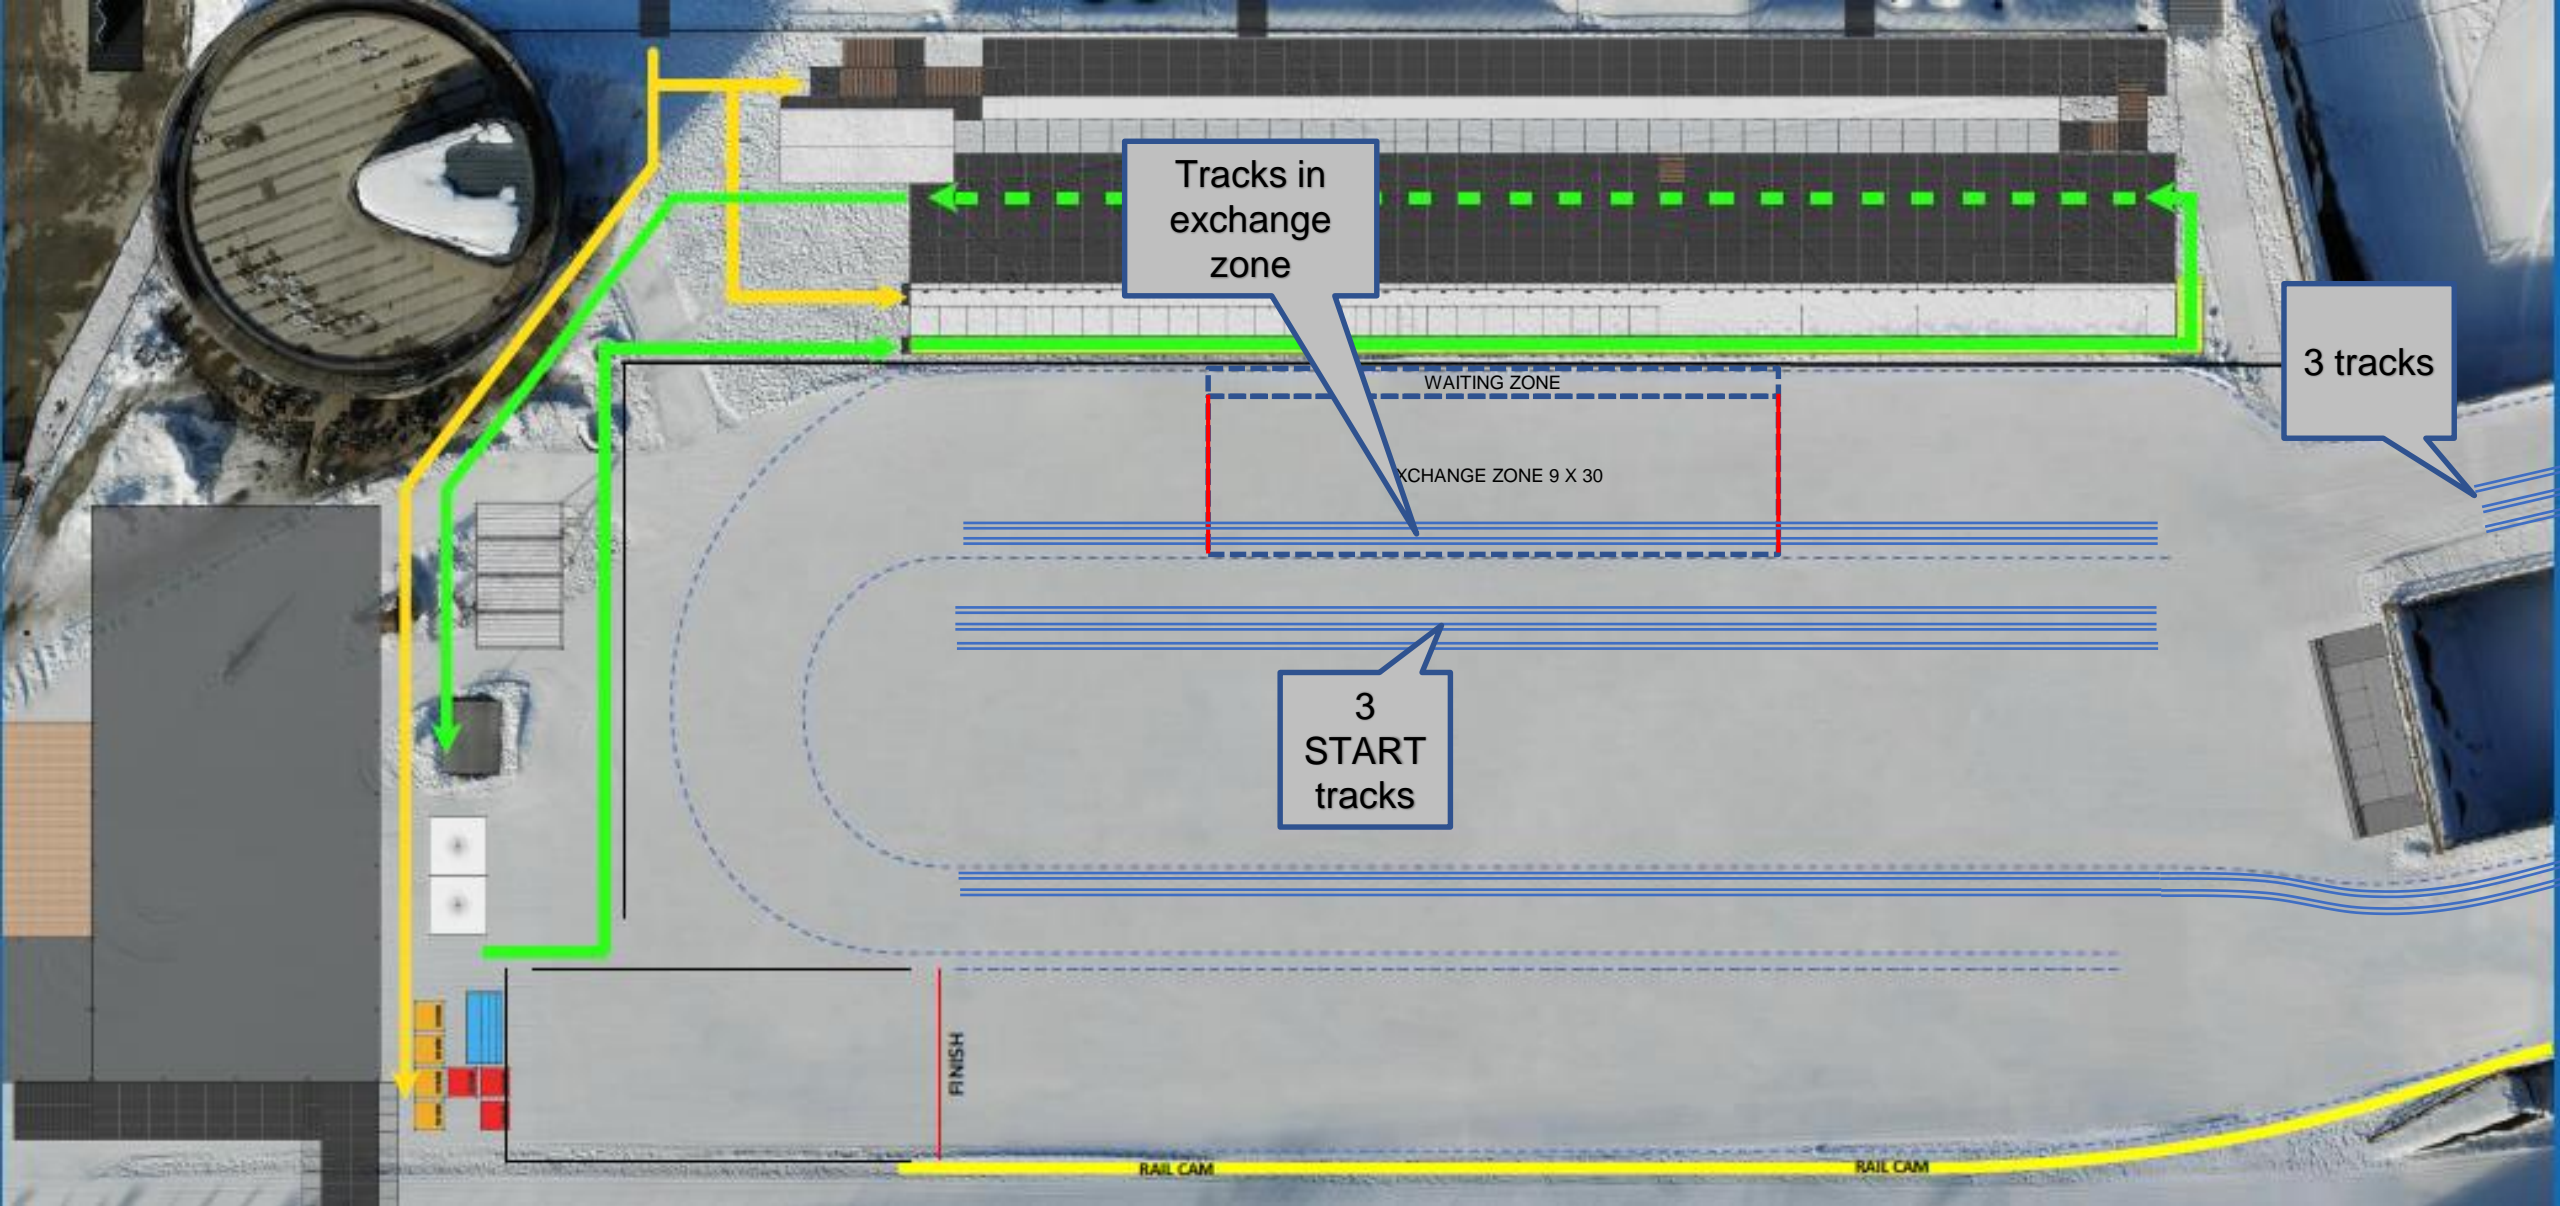 Tracks in
exchange
zone
3 tracks
WAITING ZONE
XCHANGE ZONE 9 X 30
3
START
tracks
FINISH
RAIL CAM
RAIL CAM